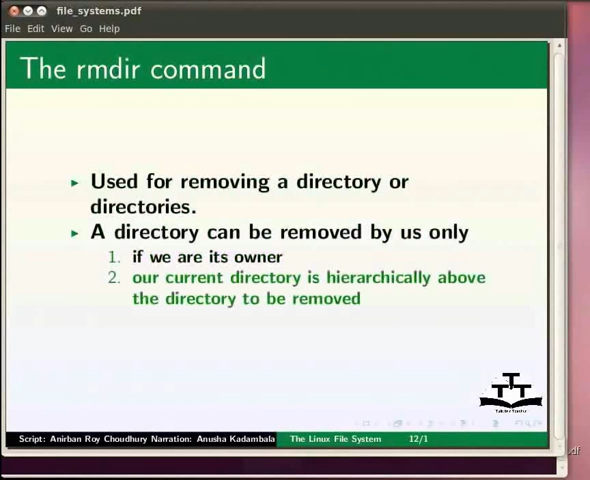 file_systems.pdf
File Edit View Go Help
The rmdir command
Used for removing a directory or
directories.
A directory can be removed by us only
1. if we are its owner
2. our current directory is hierarchically above
the directory to be removed
Script: Anirban Roy Choudhury Narration: Anusha Kadambala
The Linux File System
12/1